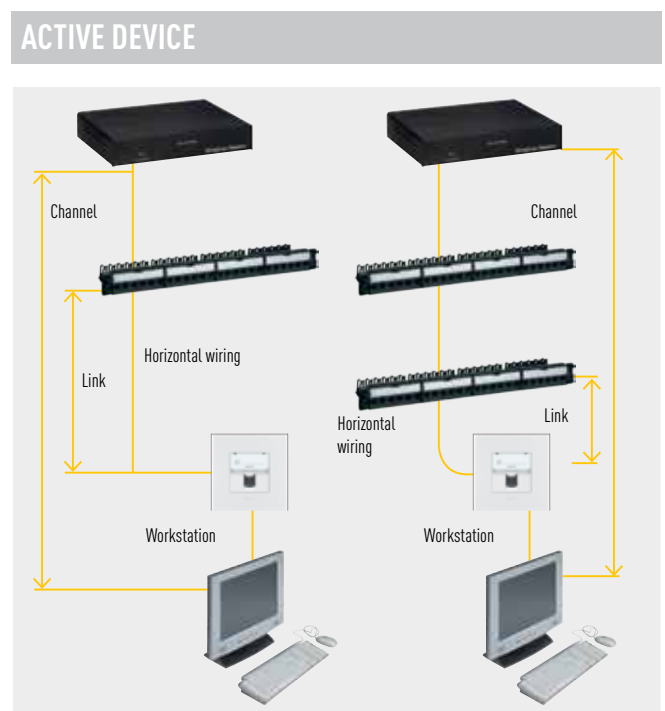 ACTIVE DEVICE
Channel
Channel
Horizontal wiring
Link
Horizontal
wiring
Link
Workstation
Workstation